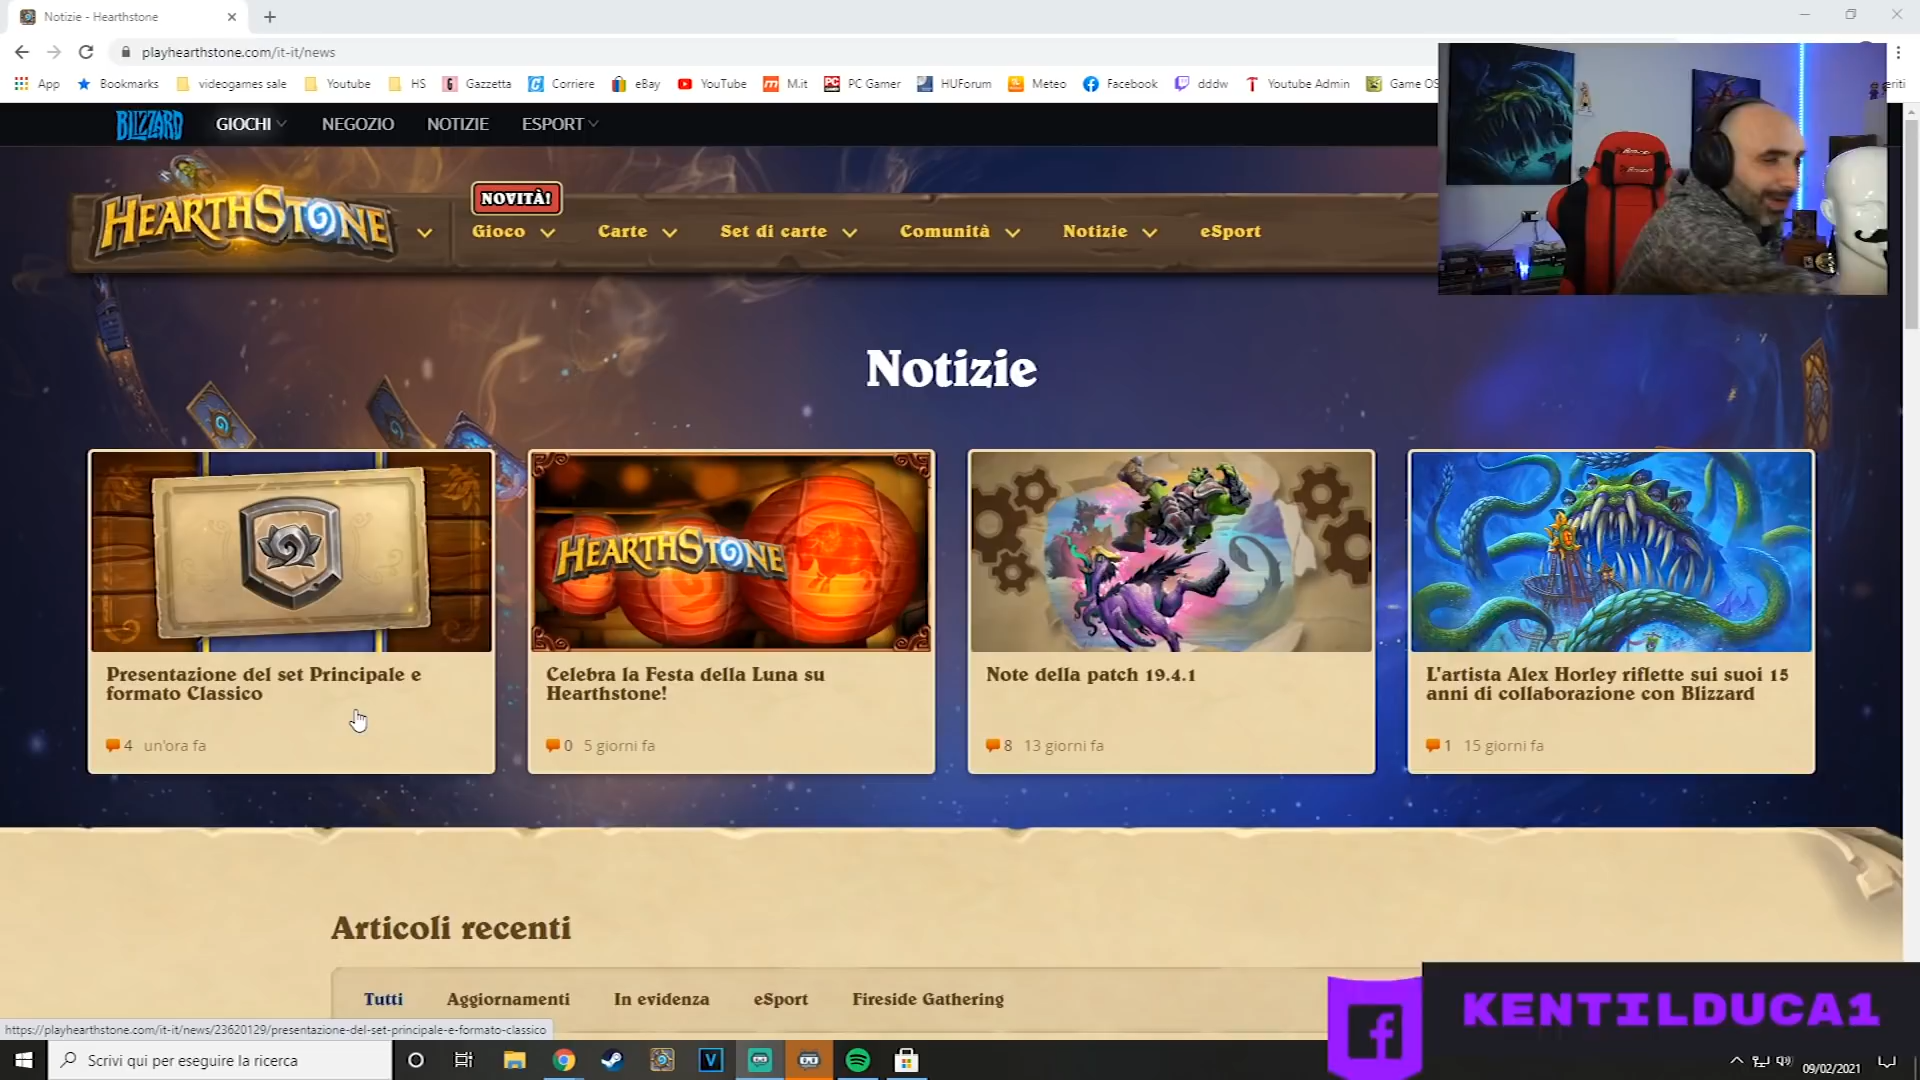 Notizie - Hearthstone
playhearthstone.com/it-it/news
App Bookmarks videogames sale Youtube HS Gazzetta Corriere eBay YouTube M.it PC Gamer HUForum Meteo Facebook dddw Youtube Admin Game OS
BLIZZARD GIOCHI NEGOZIO NOTIZIE ESPORT
HEARTHSTONE
NOVITÀ!
Gioco Carte Set di carte Comunità Notizie eSport
Notizie
HEARTHSTONE
Presentazione del set Principale e
formato Classico
4 un'ora fa
Celebra la Festa della Luna su
Hearthstone!
0 5 giorni fa
Note della patch 19.4.1
8 13 giorni fa
L'artista Alex Horley riflette sui suoi 15
anni di collaborazione con Blizzard
1 15 giorni fa
Articoli recenti
Tutti Aggiornamenti In evidenza eSport Fireside Gathering
https://playhearthstone.com/it-it/news/23620129/presentazione-del-set-principale-e-formato-classico
KENTILDUCA1
Scrivi qui per eseguire la ricerca
09/02/2021